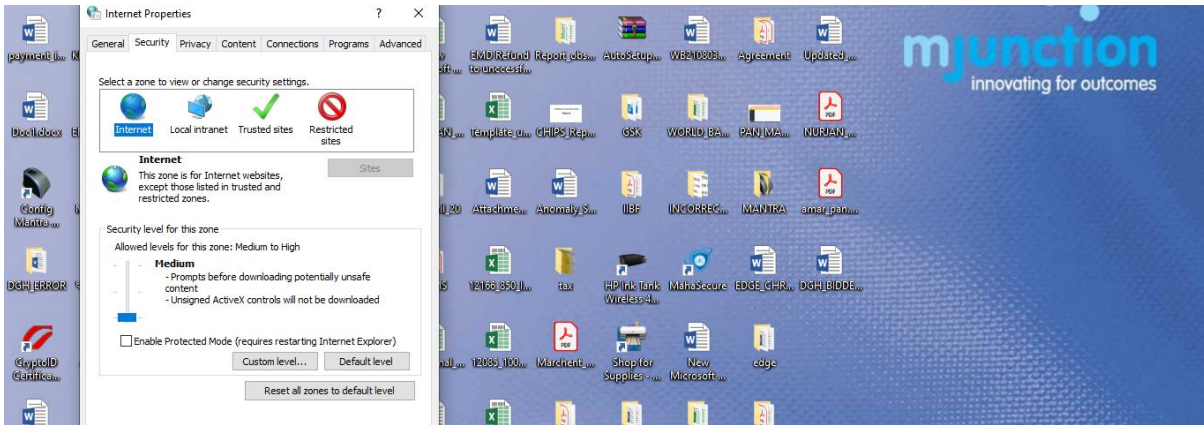 Internet Properties
?
General Security Privacy Content Connections Programs Advanced
Select a zone to view or change security settings.
Internet Local intranet Trusted sites Restricted
sites
Internet
This zone is for Internet websites,
except those listed in trusted and
restricted zones.
Sites
Security level for this zone
Allowed levels for this zone: Medium to High
Medium
- Prompts before downloading potentially unsafe
content
- Unsigned ActiveX controls will not be downloaded
Enable Protected Mode (requires restarting Internet Explorer)
Custom level... Default level
Reset all zones to default level
mjunction
innovating for outcomes
payment_i...
EMD Refund Report_obs... AutoSetup... WB210303... Agreement Updated_...
to unccessf...
Doc1.docx
Template_u... CHIPS_Rep... GSK WORLD_BA... PAN_MA... NURJAN_...
PDF
Config
Mantra ...
Attachme... Anomaly_S... IIBF INCORREC... MANTRA amar_pan....
PDF
DGH_ERROR
12166_850_I... tax HP Ink Tank MahaSecure EDGE_CHR... DGH_BIDDE...
Wireless 4...
CryptoID
Certifica...
12085_100... Marchent_... Shop for New edge
PDF
Supplies - ... Microsoft ...